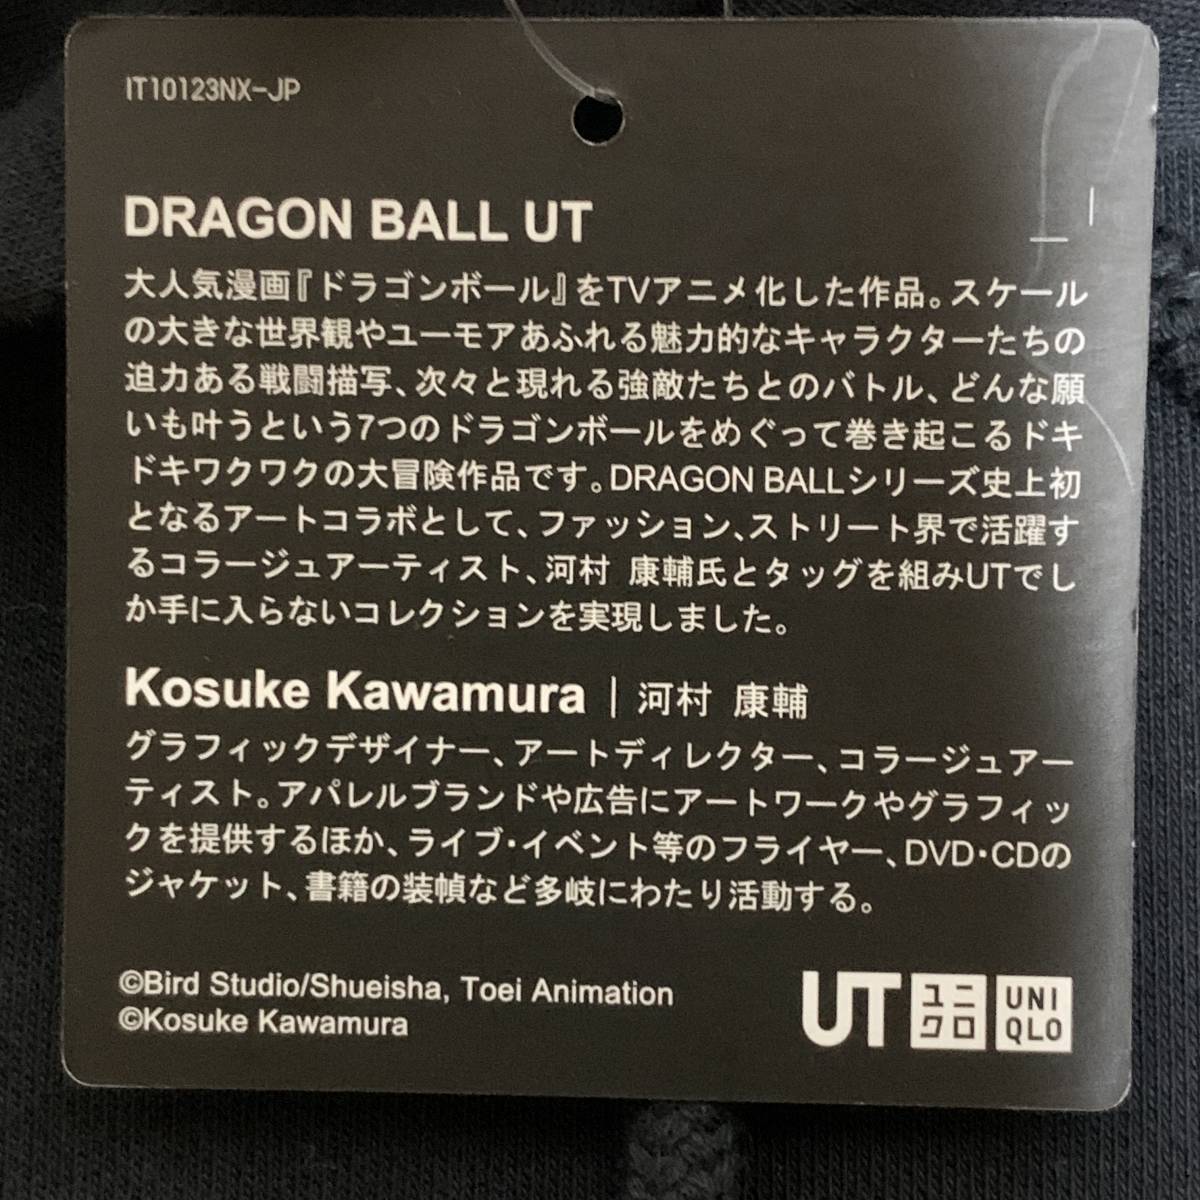 IT10123NX-JP
DRAGON BALL UT
大人気漫画『ドラゴンボール』をTVアニメ化した作品。スケール
の大きな世界観やユーモアあふれる魅力的なキャラクターたちの
迫力ある戦闘描写、次々と現れる強敵たちとのバトル、どんな願
いも叶うという7つのドラゴンボールをめぐって巻き起こるドキ
ドキワクワクの大冒険作品です。DRAGON BALLシリーズ史上初
となるアートコラボとして、ファッション、ストリート界で活躍す
るコラージュアーティスト、河村 康輔氏とタッグを組みUTでし
か手に入らないコレクションを実現しました。
Kosuke Kawamura | 河村 康輔
グラフィックデザイナー、アートディレクター、コラージュアー
ティスト。アパレルブランドや広告にアートワークやグラフィッ
クを提供するほか、ライブ・イベント等のフライヤー、DVD・CDの
ジャケット、書籍の装幀など多岐にわたり活動する。
©Bird Studio/Shueisha, Toei Animation
©Kosuke Kawamura
UT ユニクロ UNIQLO